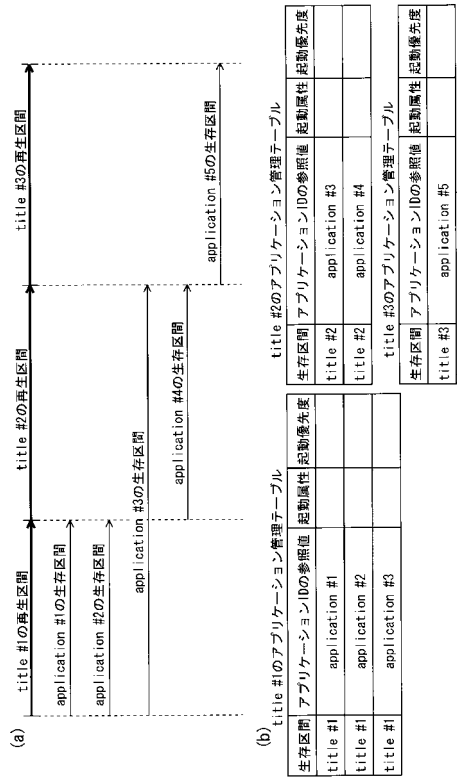 (a)
title #1の再生区間 title #2の再生区間 title #3の再生区間
application #1の生存区間
application #2の生存区間
application #3の生存区間
application #4の生存区間
application #5の生存区間
(b)
title #1のアプリケーション管理テーブル
生存区間 アプリケーションIDの参照値 起動属性 起動優先度
title #1 application #1
title #1 application #2
title #1 application #3
title #2のアプリケーション管理テーブル
生存区間 アプリケーションIDの参照値 起動属性 起動優先度
title #2 application #3
title #2 application #4
title #3のアプリケーション管理テーブル
生存区間 アプリケーションIDの参照値 起動属性 起動優先度
title #3 application #5